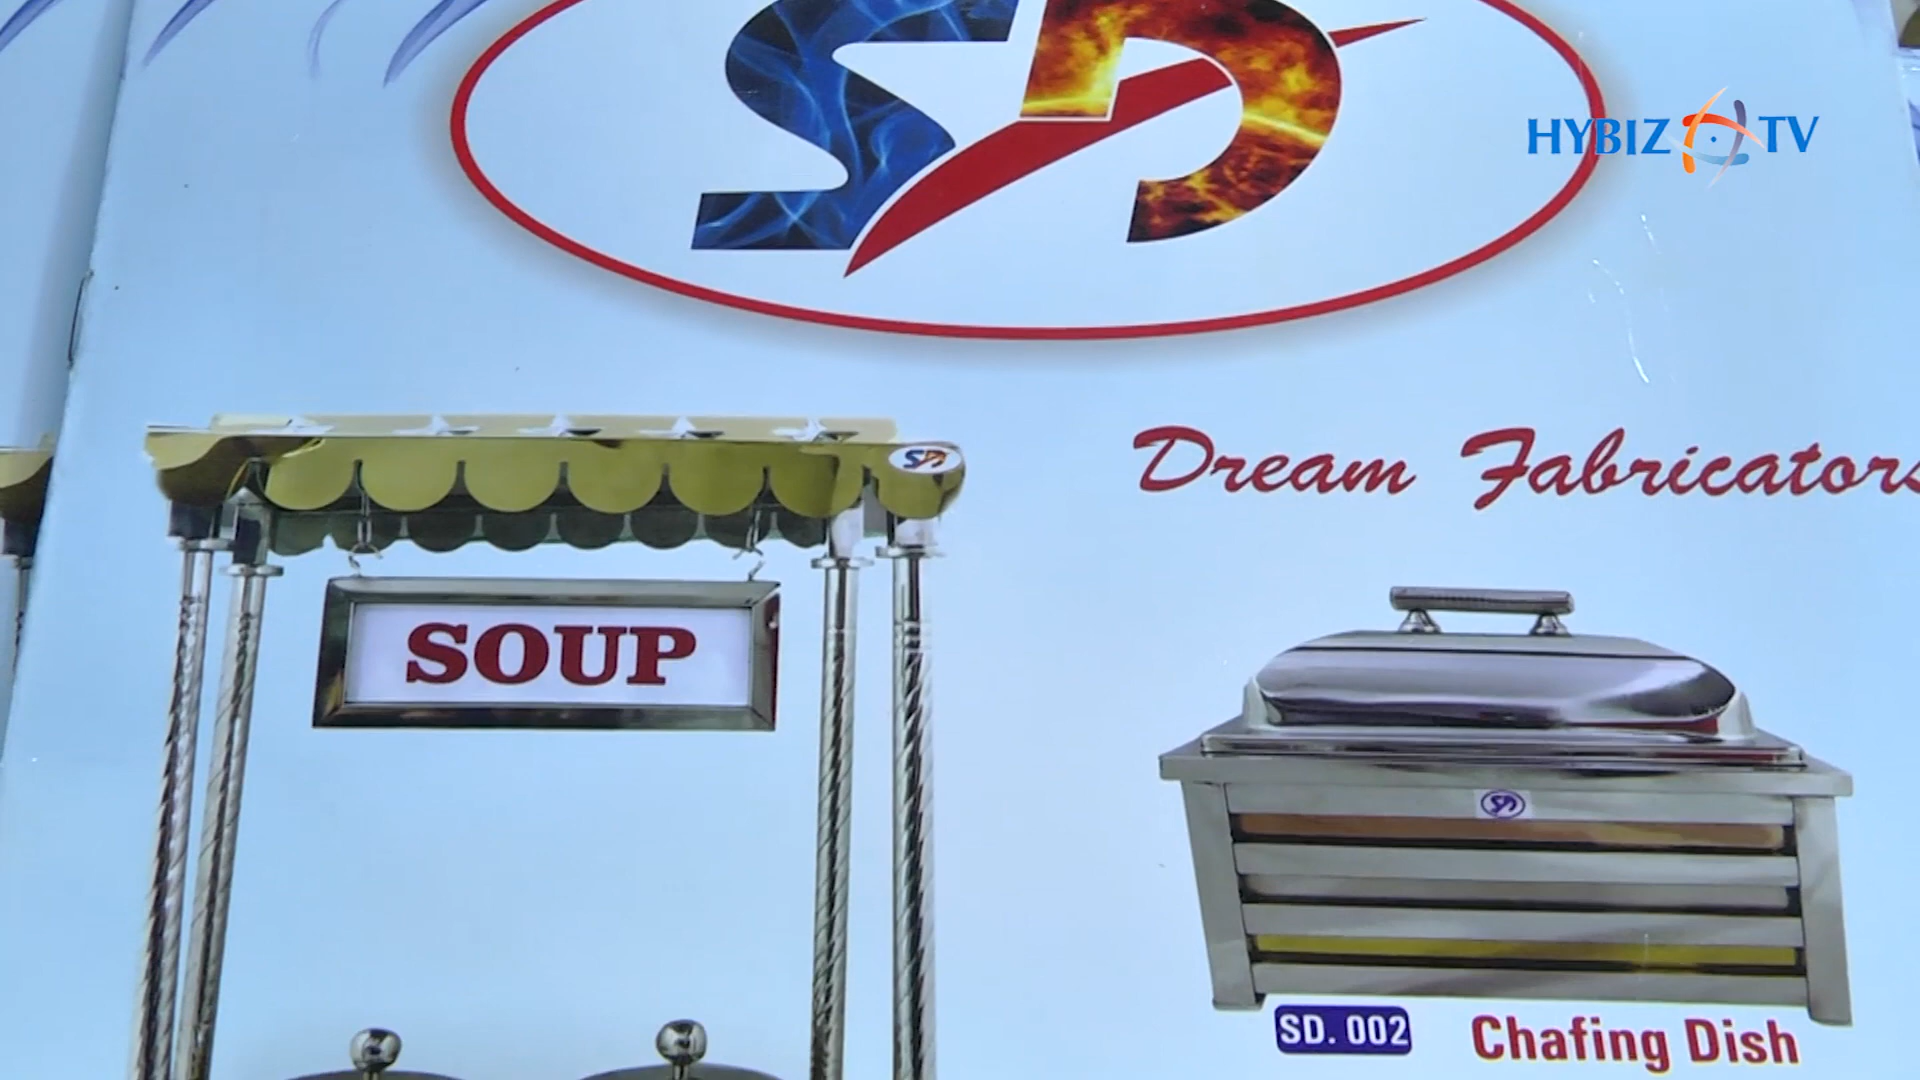 SD
HYBIZ TV
Dream Fabricators
SD
SOUP
SD
SD. 002
Chafing Dish